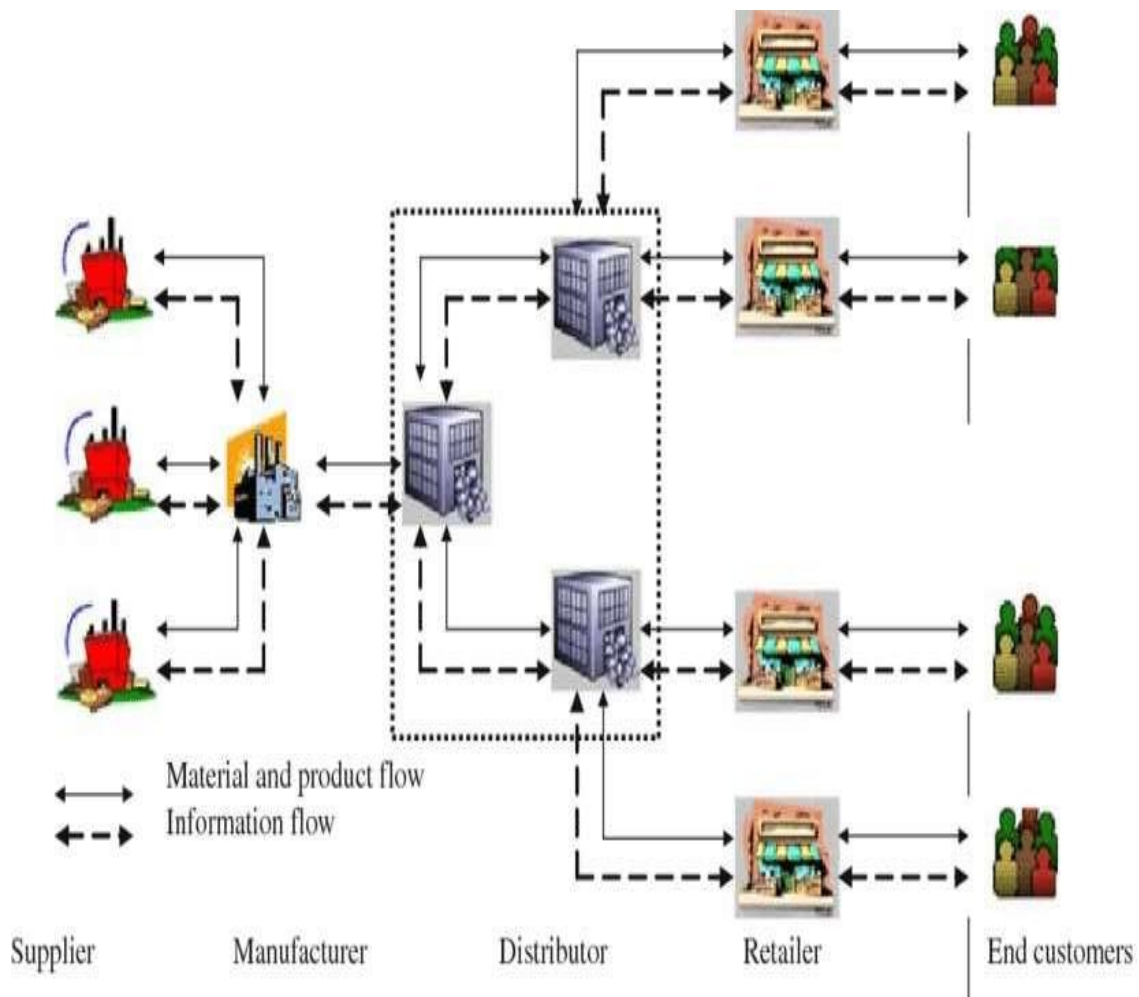 Material and product flow
Information flow
Supplier
Manufacturer
Distributor
Retailer
End customers